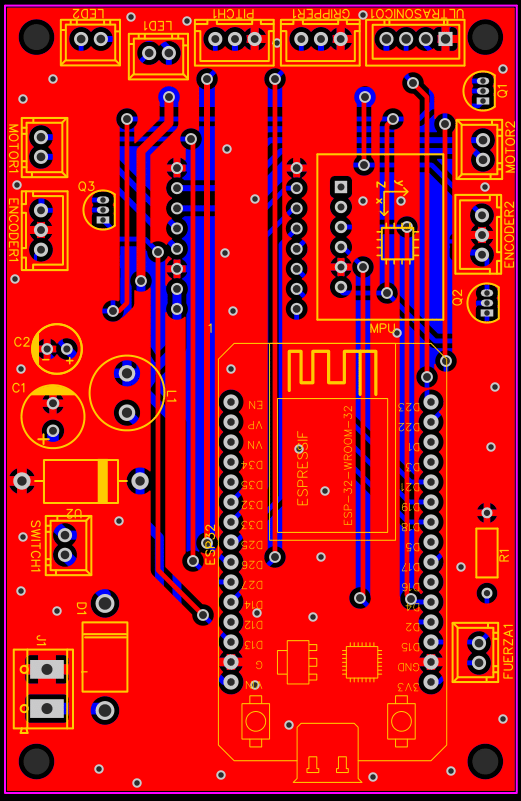 LED2
LED1
PITCH1
GRIPPER1
ULTRASONICO1
Q1
MOTOR1
MOTOR2
Q3
ENCODER1
ENCODER2
Z
Y
X
Q2
1
MPU
C2
C1
L1
EN
VP
VN
D34
D35
D32
D33
D25
D26
D27
D14
D12
D13
G
VIN
D23
D22
D1
D3
D21
D19
D18
D5
D17
D16
D4
D2
D15
GND
3V3
ESPRESSIF
ESP-32-WROOM-32
ESP32
U2
SWITCH1
R1
D1
J1
FUERZA1